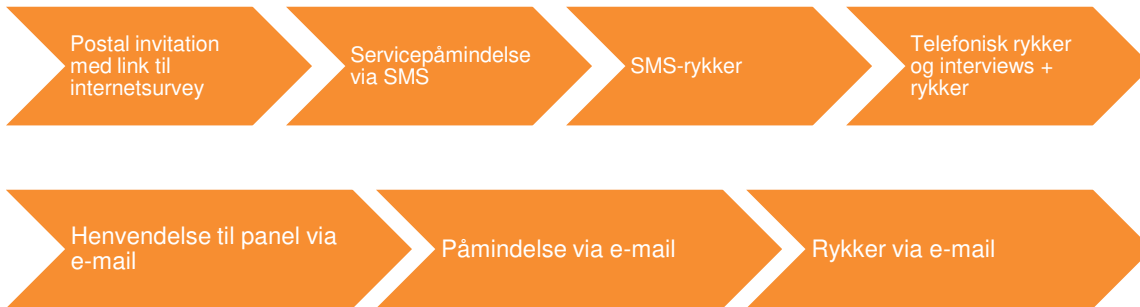 Postal invitation
med link til
internetsurvey
Servicepåmindelse
via SMS
SMS-rykker
Telefonisk rykker
og interviews +
rykker
Henvendelse til panel via
e-mail
Påmindelse via e-mail
Rykker via e-mail